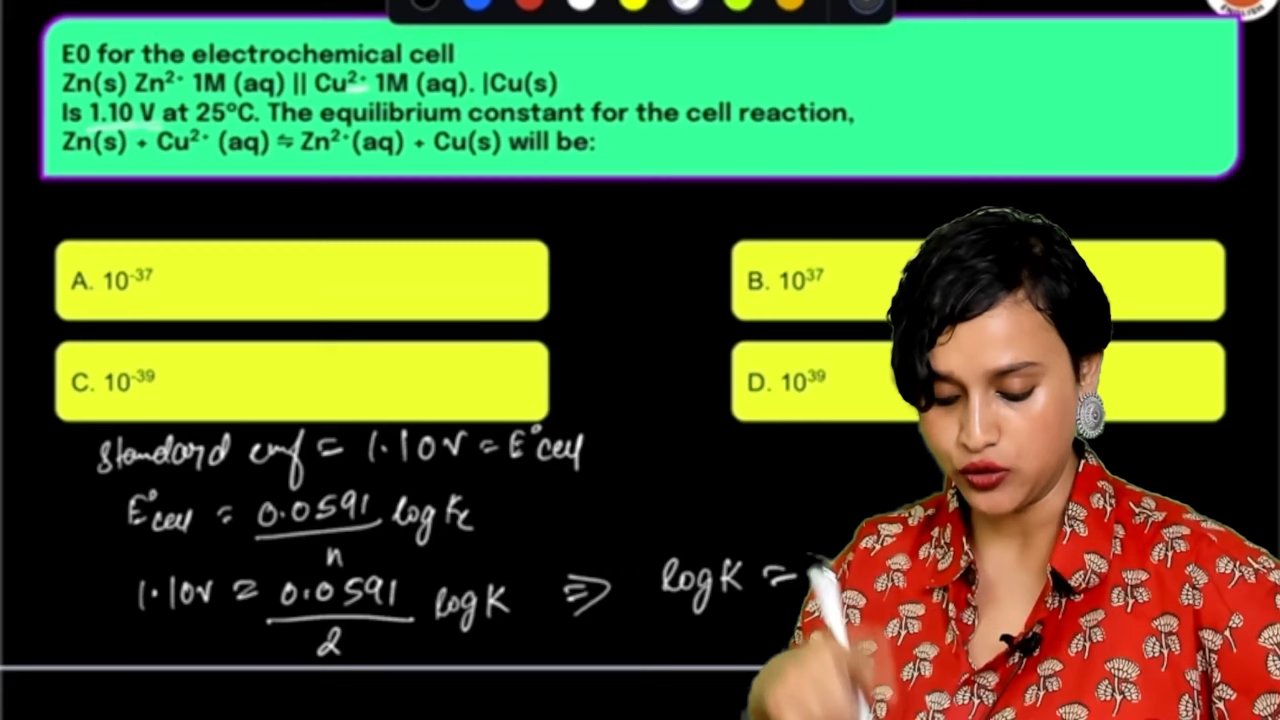 E0 for the electrochemical cell
Zn(s) Zn²⁺ 1M (aq) || Cu²⁺ 1M (aq). |Cu(s)
Is 1.10 V at 25°C. The equilibrium constant for the cell reaction,
Zn(s) + Cu²⁺ (aq) ⇋ Zn²⁺(aq) + Cu(s) will be:
A. 10⁻³⁷
B. 10³⁷
C. 10⁻³⁹
D. 10³⁹
Standard emf = 1.10V = E°cell
E°cell = 0.0591/n log Kc
1.10V = 0.0591/2 log K ⇒ log K =